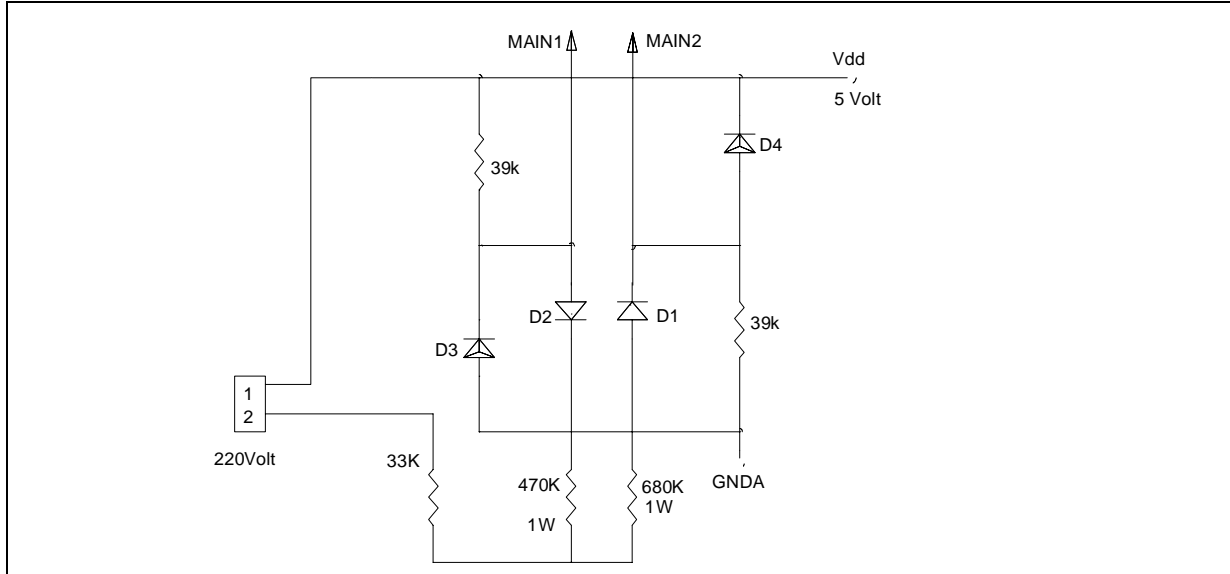 MAIN1
MAIN2
Vdd
5 Volt
D4
39k
D2
D1
39k
D3
1
2
220Volt
33K
470K
1W
680K
1W
GNDA